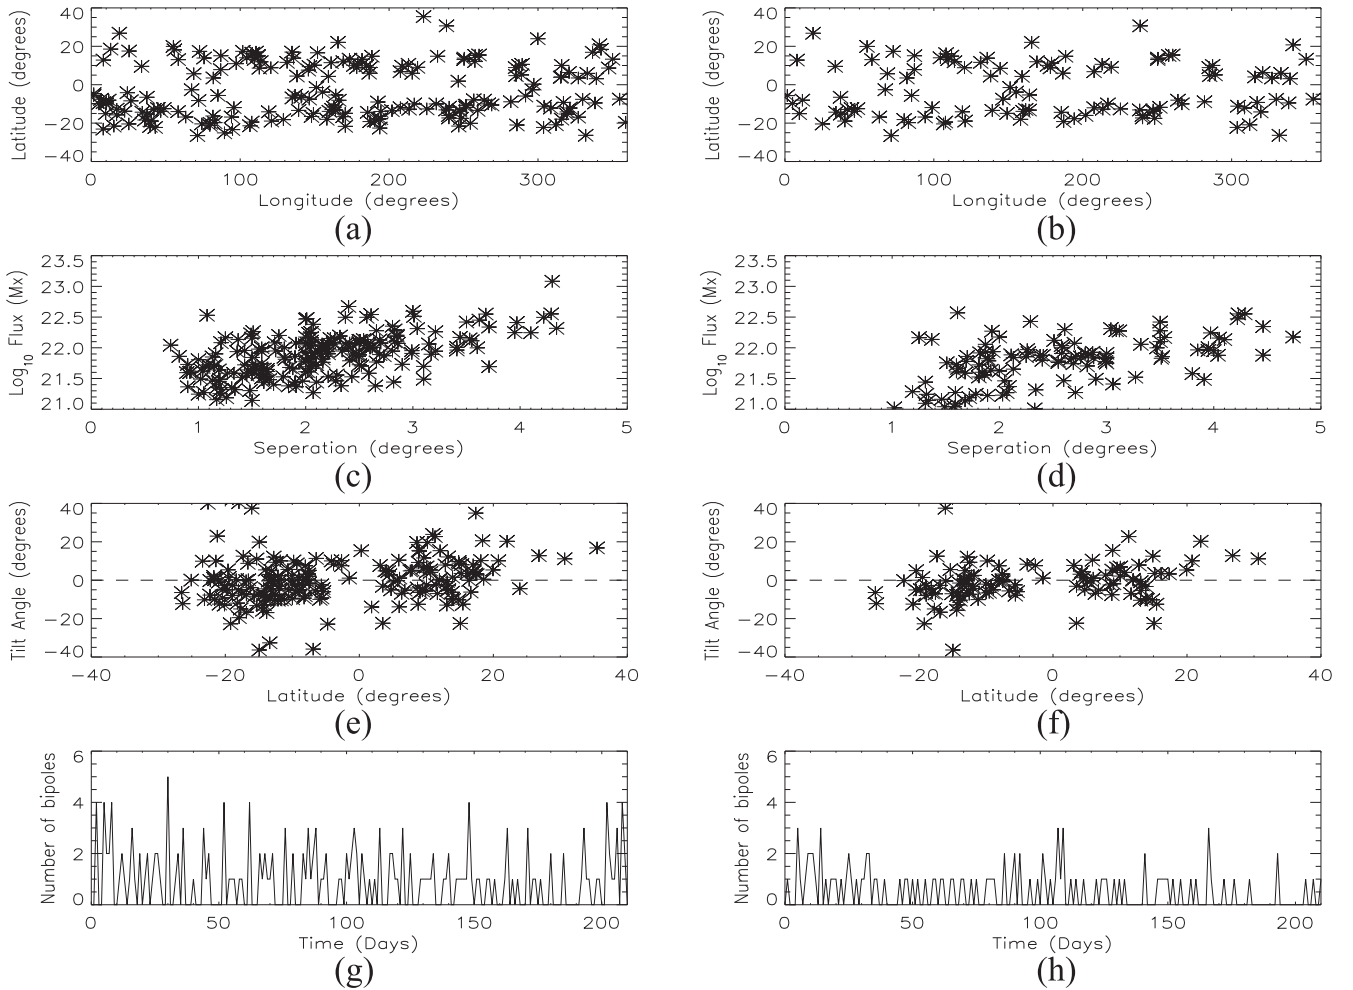 40
20
0
−20
−40
Latitude (degrees)
0 100 200 300
Longitude (degrees)
(a)
40
20
0
−20
−40
Latitude (degrees)
0 100 200 300
Longitude (degrees)
(b)
23.5
23.0
22.5
22.0
21.5
21.0
Log10 Flux (Mx)
0 1 2 3 4 5
Seperation (degrees)
(c)
23.5
23.0
22.5
22.0
21.5
21.0
Log10 Flux (Mx)
0 1 2 3 4 5
Seperation (degrees)
(d)
40
20
0
−20
−40
Tilt Angle (degrees)
−40 −20 0 20 40
Latitude (degrees)
(e)
40
20
0
−20
−40
Tilt Angle (degrees)
−40 −20 0 20 40
Latitude (degrees)
(f)
6
4
2
0
Number of bipoles
0 50 100 150 200
Time (Days)
(g)
6
4
2
0
Number of bipoles
0 50 100 150 200
Time (Days)
(h)